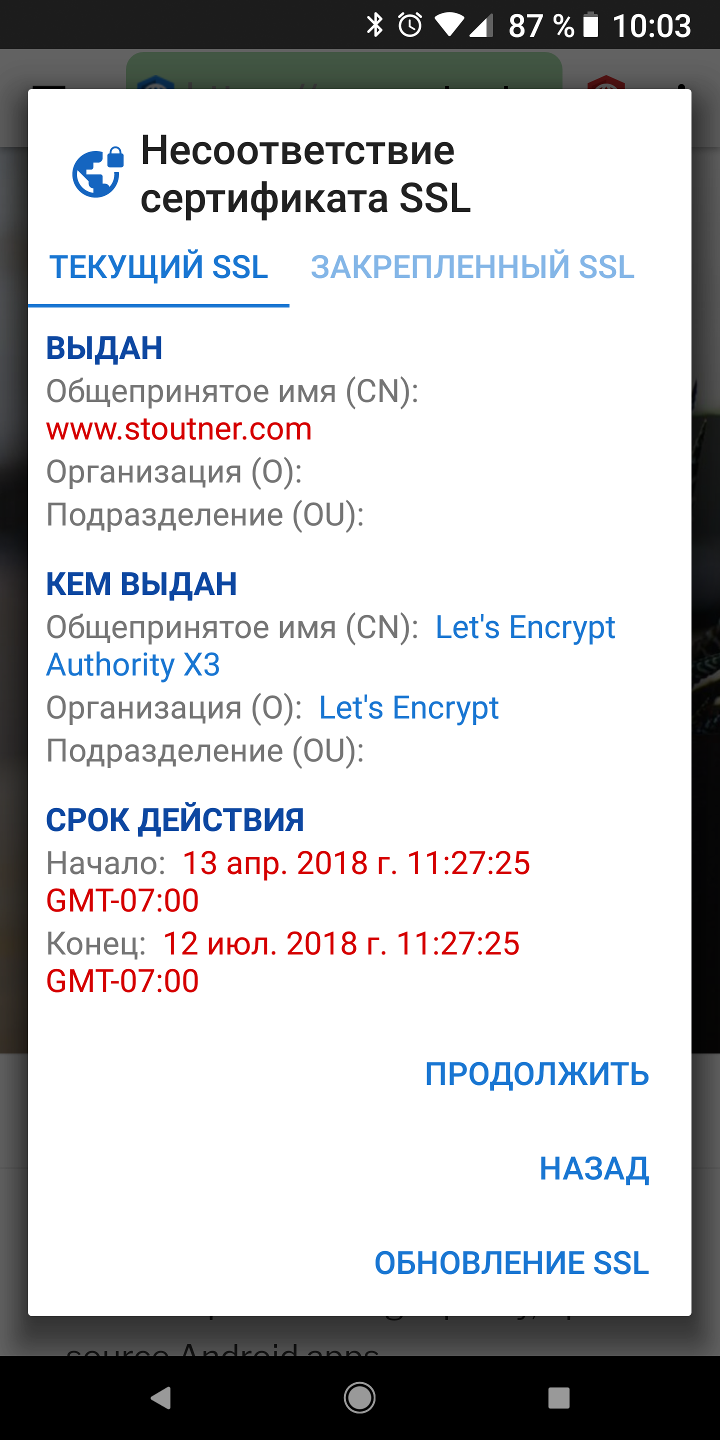 87 % 10:03
Несоответствие
сертификата SSL
ТЕКУЩИЙ SSL ЗАКРЕПЛЕННЫЙ SSL
ВЫДАН
Общепринятое имя (CN):
www.stoutner.com
Организация (O):
Подразделение (OU):
КЕМ ВЫДАН
Общепринятое имя (CN): Let's Encrypt
Authority X3
Организация (O): Let's Encrypt
Подразделение (OU):
СРОК ДЕЙСТВИЯ
Начало: 13 апр. 2018 г. 11:27:25
GMT-07:00
Конец: 12 июл. 2018 г. 11:27:25
GMT-07:00
ПРОДОЛЖИТЬ
НАЗАД
ОБНОВЛЕНИЕ SSL
source Android apps